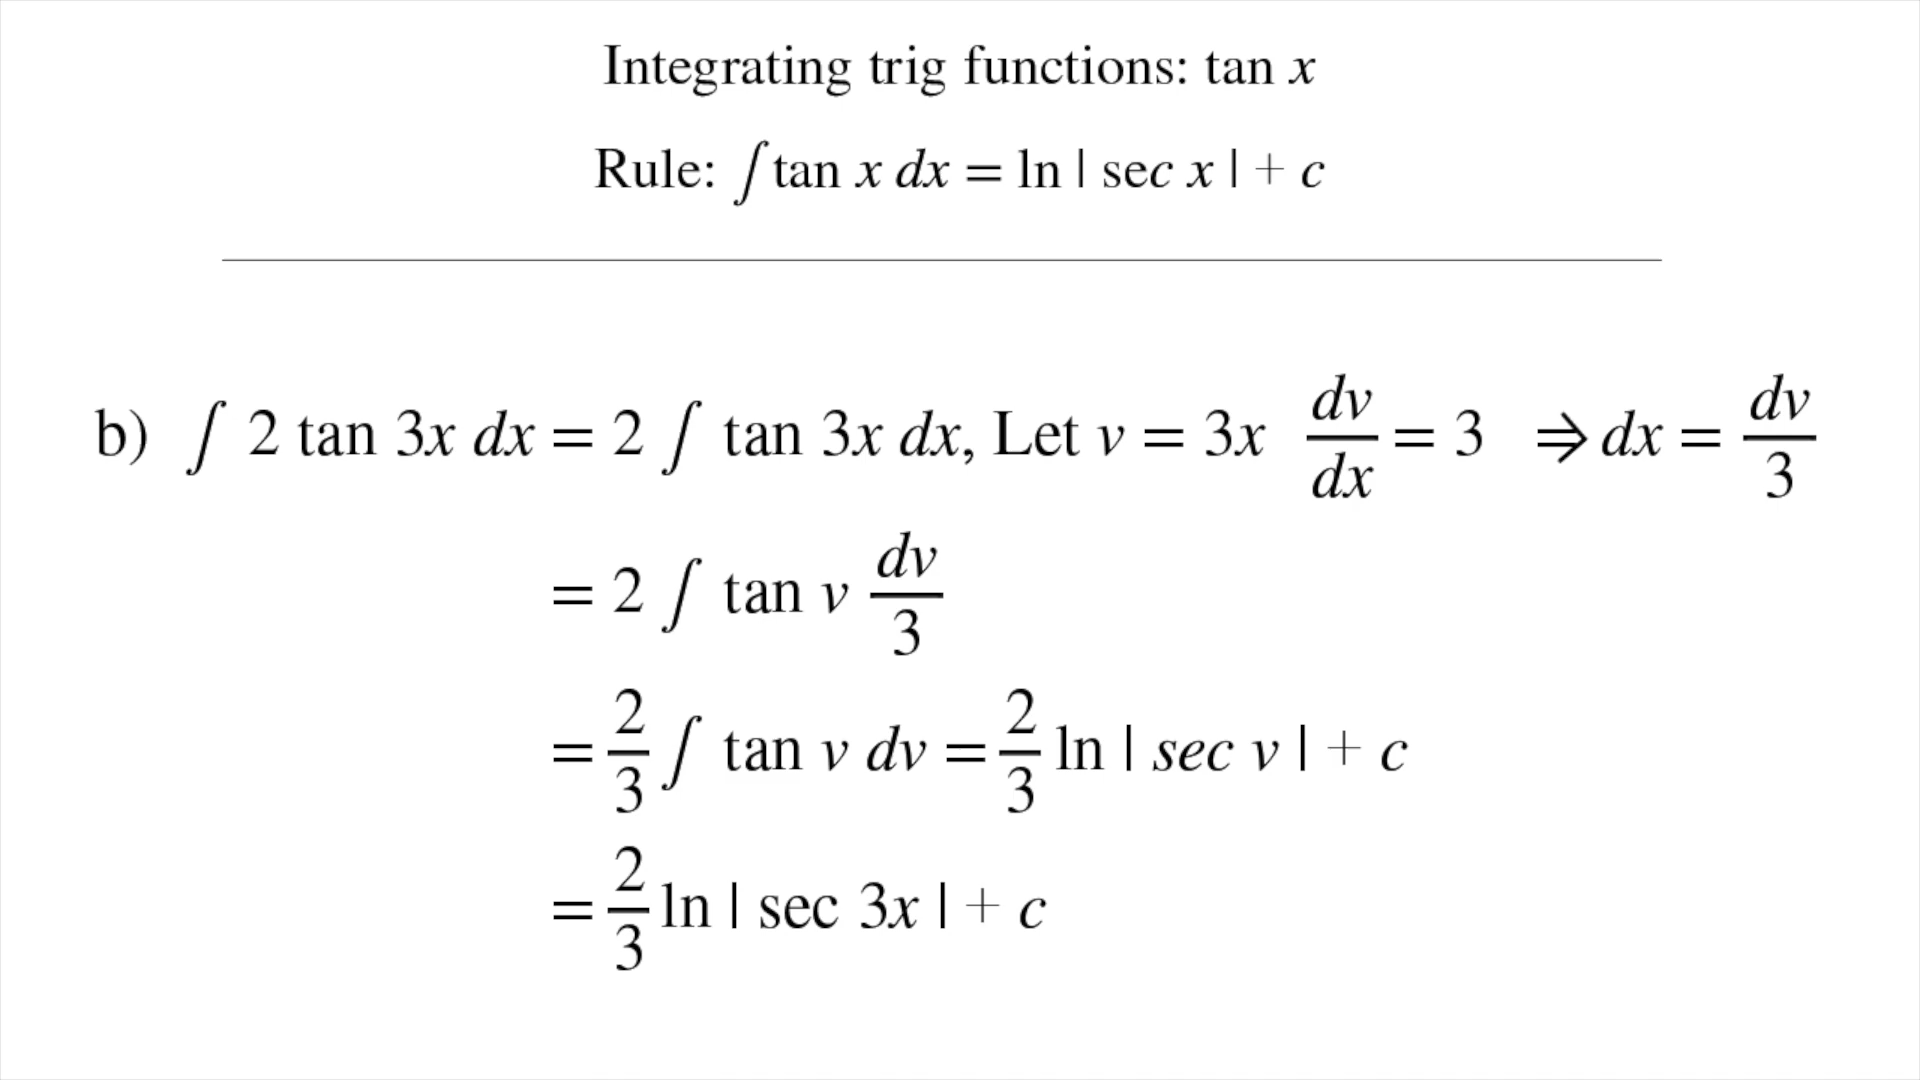 Integrating trig functions: tan x
Rule: ∫ tan x dx = ln | sec x | + c
b) ∫ 2 tan 3x dx = 2 ∫ tan 3x dx, Let v = 3x dv/dx = 3 ⇒ dx = dv/3
= 2 ∫ tan v dv/3
= 2/3 ∫ tan v dv = 2/3 ln | sec v | + c
= 2/3 ln | sec 3x | + c